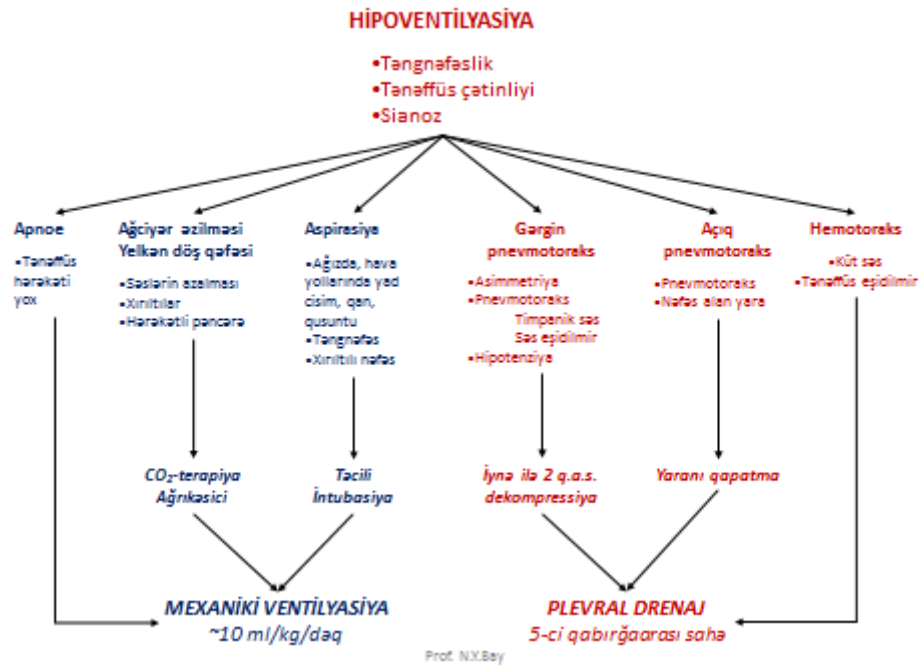 HİPOVENTİLYASİYA
•Təngnəfəslik
•Tənəffüs çətinliyi
•Sianoz
Apnoe
•Tənəffüs
hərəkəti
yox
Ağciyər əzilməsi
Yelkən döş qəfəsi
•Səslərin azalması
•Xırıltılar
•Hərəkətli pəncərə
Aspirasiya
•Ağızda, hava
yollarında yad
cisim, qan,
qusuntu
•Təngnəfəs
•Xırıltılı nəfəs
Gərgin
pnevmotoraks
•Asimmetriya
•Pnevmotoraks
Timpanik səs
Səs eşidilmir
•Hipotenziya
Açıq
pnevmotoraks
•Pnevmotoraks
•Nəfəs alan yara
Hemotoraks
•Küt səs
•Tənəffüs eşidilmir
CO₂-terapiya
Ağrıkəsici
Təcili
İntubasiya
İynə ilə 2 q.a.s.
dekompressiya
Yaranı qapatma
MEXANİKİ VENTİLYASİYA
~10 ml/kg/dəq
PLEVRAL DRENAJ
5-ci qabırğaarası sahə
Prof. N.Y.Bay